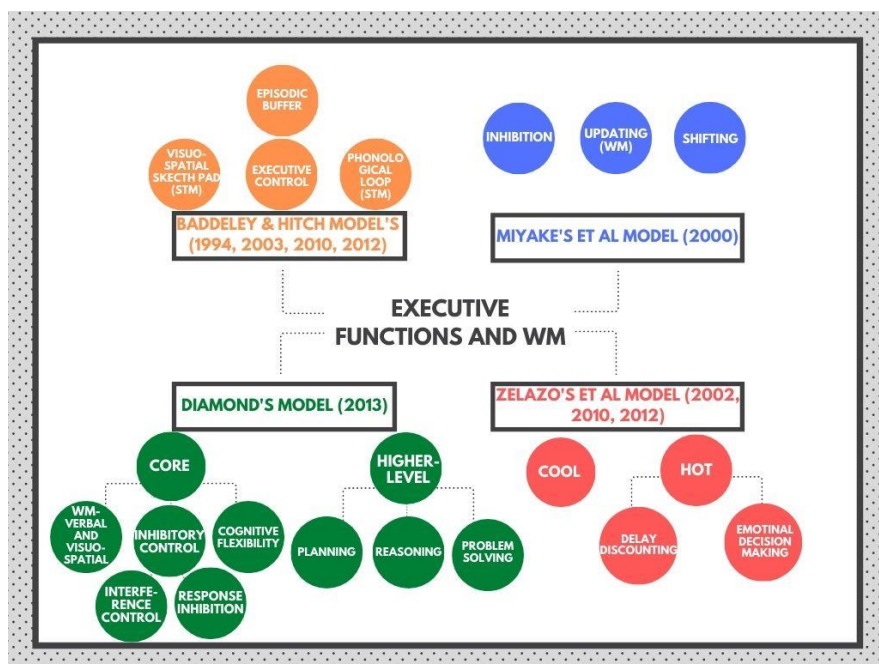 EPISODIC
BUFFER
VISUO-
SPATIAL
SKECTH PAD
(STM)
EXECUTIVE
CONTROL
PHONOLO
GICAL
LOOP
(STM)
BADDELEY & HITCH MODEL'S
(1994, 2003, 2010, 2012)
INHIBITION
UPDATING
(WM)
SHIFTING
MIYAKE'S ET AL MODEL (2000)
EXECUTIVE
FUNCTIONS AND WM
DIAMOND'S MODEL (2013)
CORE
HIGHER-
LEVEL
WM-
VERBAL
AND
VISUO-
SPATIAL
INHIBITORY
CONTROL
COGNITIVE
FLEXIBILITY
PLANNING
REASONING
PROBLEM
SOLVING
INTERFE-
RENCE
CONTROL
RESPONSE
INHIBITION
ZELAZO'S ET AL MODEL (2002,
2010, 2012)
COOL
HOT
DELAY
DISCOUNTING
EMOTINAL
DECISION
MAKING